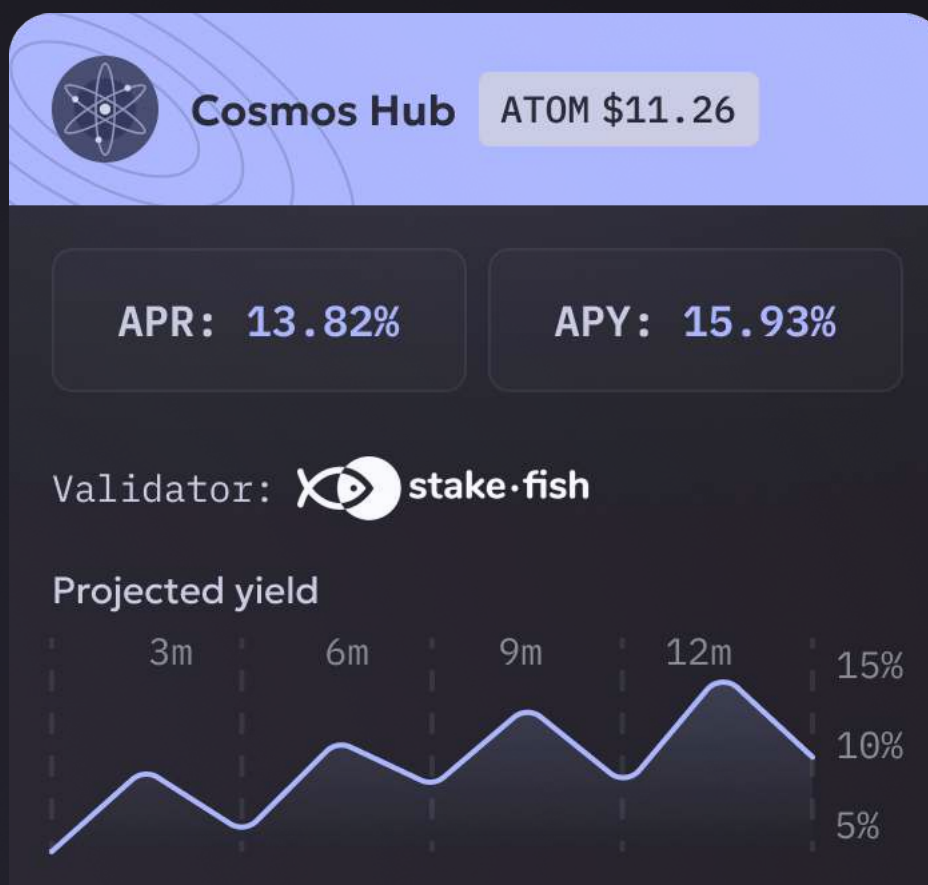 Cosmos Hub ATOM $11.26
APR: 13.82% APY: 15.93%
Validator: stake·fish
Projected yield
3m 6m 9m 12m
15%
10%
5%